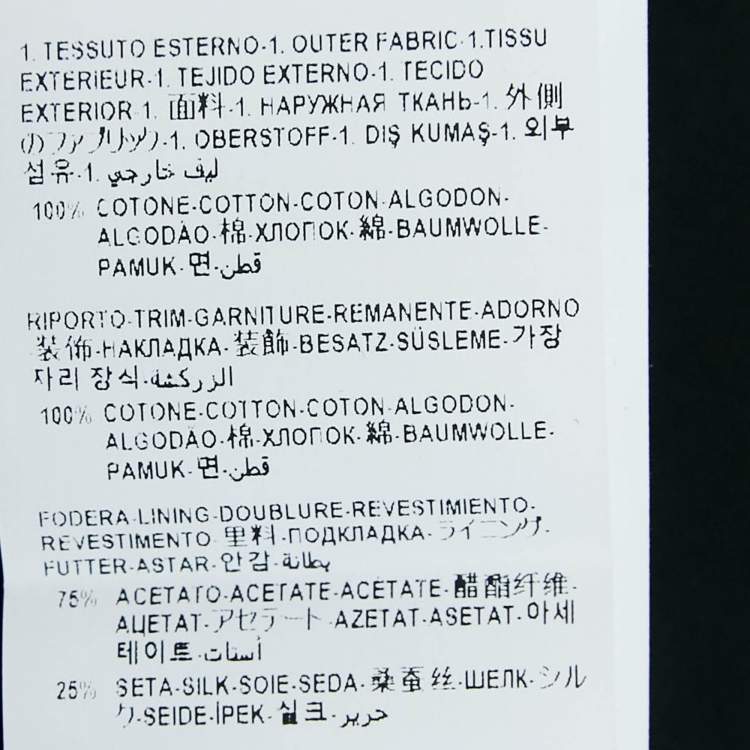 1. TESSUTO ESTERNO-1. OUTER FABRIC-1.TISSU
EXTERIEUR-1. TEJIDO EXTERNO-1. TECIDO
EXTERIOR-1. 面料-1. НАРУЖНАЯ ТКАНЬ-1. 外側
のファブリック-1. OBERSTOFF-1. DIŞ KUMAŞ-1. 외부
섬유-1. ليف خارجي
100% COTONE-COTTON-COTON-ALGODON-
ALGODÃO-棉-ХЛОПОК-綿-BAUMWOLLE-
PAMUK-면-قطن
RIPORTO-TRIM-GARNITURE-REMANENTE-ADORNO
装饰-НАКЛАДКА-装飾-BESATZ-SÜSLEME-가장
자리 장식-الزركشة
100% COTONE-COTTON-COTON-ALGODON-
ALGODÃO-棉-ХЛОПОК-綿-BAUMWOLLE-
PAMUK-면-قطن
FODERA-LINING-DOUBLURE-REVESTIMIENTO-
REVESTIMENTO-里料-ПОДКЛАДКА-ライニング-
FUTTER-ASTAR-안감-بطانة
75% ACETATO-ACETATE-ACÉTATE-醋酯纤维-
АЦЕТАТ-アセテート-AZETAT-ASETAT-아세
테이트-أستات
25% SETA-SILK-SOIE-SEDA-桑蚕丝-ШЕЛК-シル
ク-SEIDE-İPEK-실크-حرير